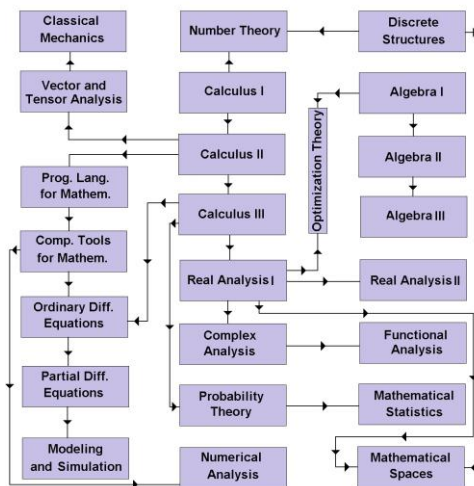 Classical
Mechanics
Number Theory
Discrete
Structures
Vector and
Tensor Analysis
Calculus I
Algebra I
Optimization Theory
Calculus II
Algebra II
Prog. Lang.
for Mathem.
Calculus III
Algebra III
Comp. Tools
for Mathem.
Real Analysis I
Real Analysis II
Ordinary Diff.
Equations
Complex
Analysis
Functional
Analysis
Partial Diff.
Equations
Probability
Theory
Mathematical
Statistics
Modeling
and Simulation
Numerical
Analysis
Mathematical
Spaces